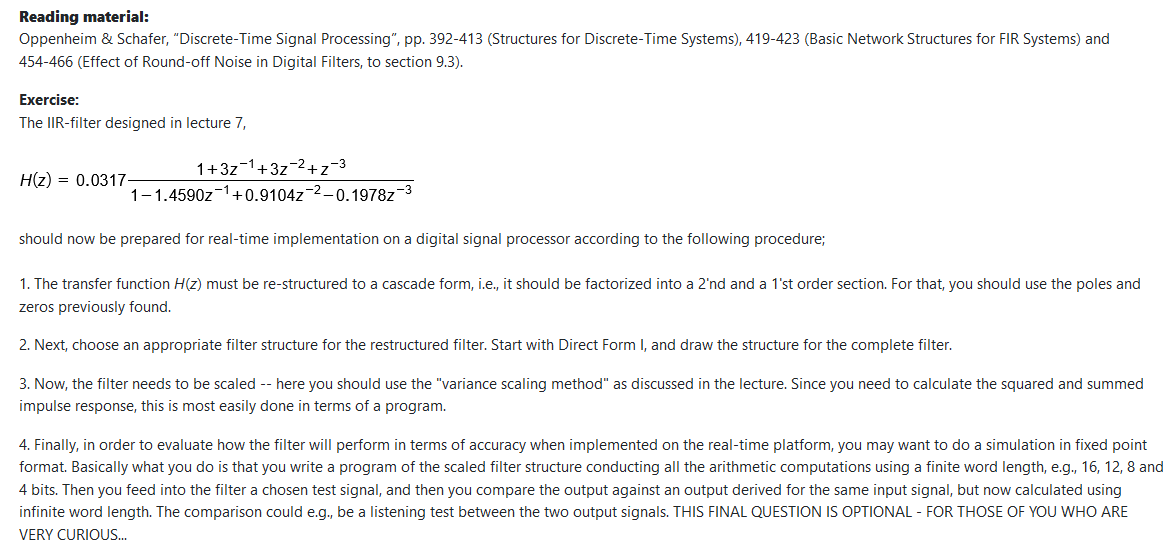 Reading material:
Oppenheim & Schafer, "Discrete-Time Signal Processing", pp. 392-413 (Structures for Discrete-Time Systems), 419-423 (Basic Network Structures for FIR Systems) and
454-466 (Effect of Round-off Noise in Digital Filters, to section 9.3).
Exercise:
The IIR-filter designed in lecture 7,
1+3z⁻¹+3z⁻²+z⁻³
H(z) = 0.0317
1−1.4590z⁻¹+0.9104z⁻²−0.1978z⁻³
should now be prepared for real-time implementation on a digital signal processor according to the following procedure;
1. The transfer function H(z) must be re-structured to a cascade form, i.e., it should be factorized into a 2'nd and a 1'st order section. For that, you should use the poles and
zeros previously found.
2. Next, choose an appropriate filter structure for the restructured filter. Start with Direct Form I, and draw the structure for the complete filter.
3. Now, the filter needs to be scaled -- here you should use the "variance scaling method" as discussed in the lecture. Since you need to calculate the squared and summed
impulse response, this is most easily done in terms of a program.
4. Finally, in order to evaluate how the filter will perform in terms of accuracy when implemented on the real-time platform, you may want to do a simulation in fixed point
format. Basically what you do is that you write a program of the scaled filter structure conducting all the arithmetic computations using a finite word length, e.g., 16, 12, 8 and
4 bits. Then you feed into the filter a chosen test signal, and then you compare the output against an output derived for the same input signal, but now calculated using
infinite word length. The comparison could e.g., be a listening test between the two output signals. THIS FINAL QUESTION IS OPTIONAL - FOR THOSE OF YOU WHO ARE
VERY CURIOUS...